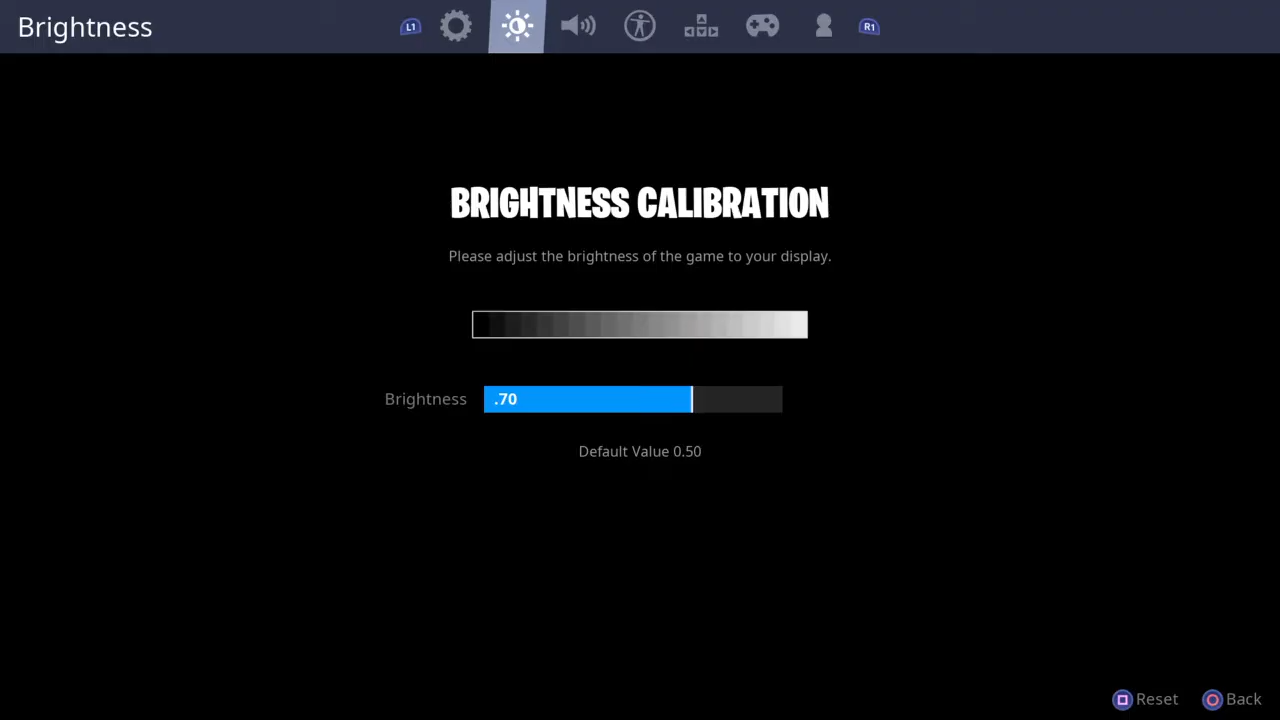 Brightness
L1
R1
BRIGHTNESS CALIBRATION
Please adjust the brightness of the game to your display.
Brightness .70
Default Value 0.50
Reset Back